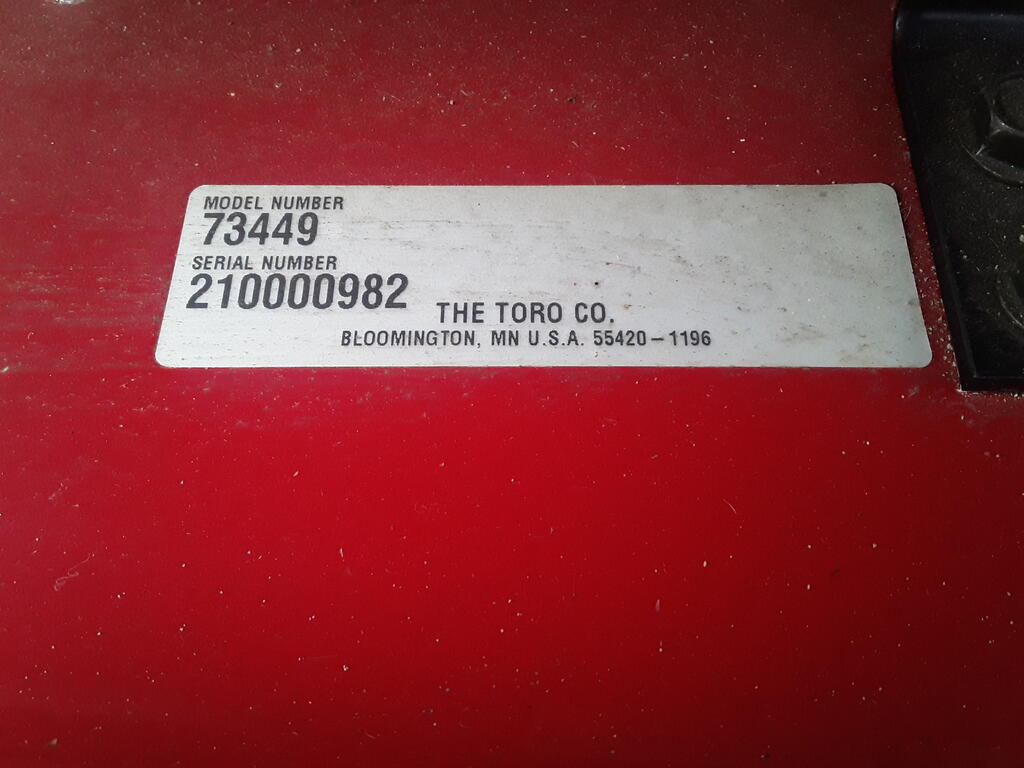 MODEL NUMBER
73449
SERIAL NUMBER
210000982
THE TORO CO.
BLOOMINGTON, MN U.S.A. 55420-1196